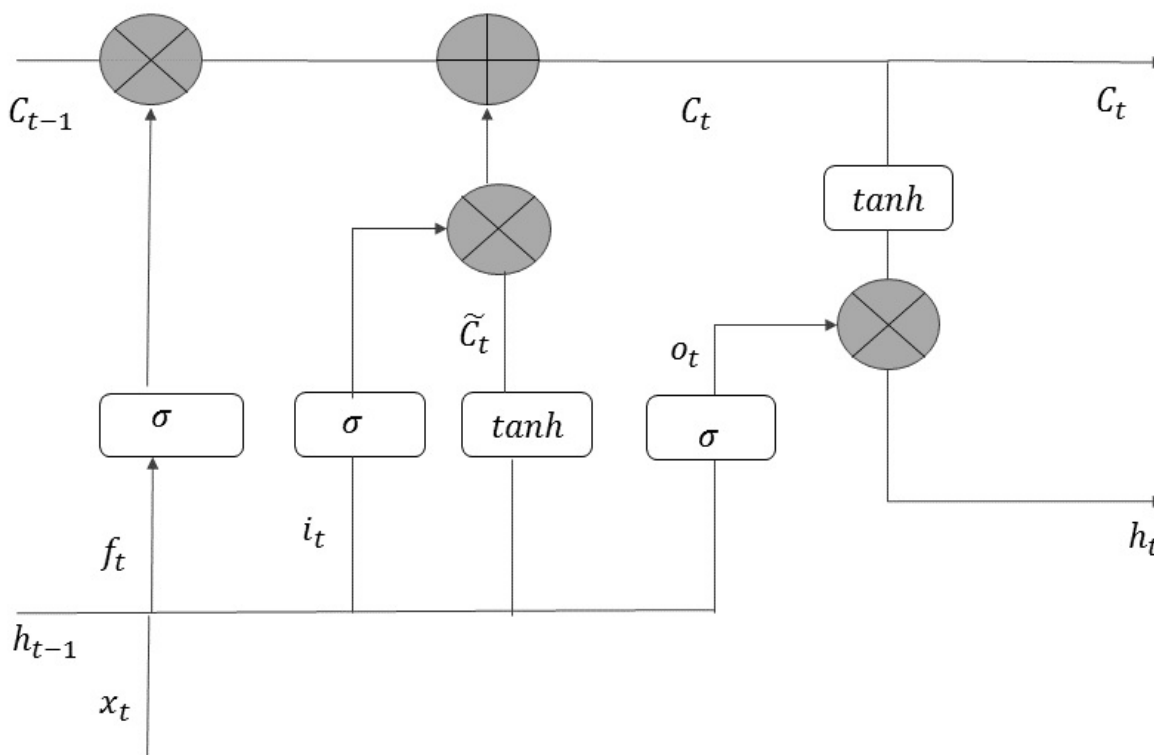 C_{t−1}
C_t
C_t
tanh
C̃_t
o_t
σ
σ
tanh
σ
f_t
i_t
h_t
h_{t−1}
x_t